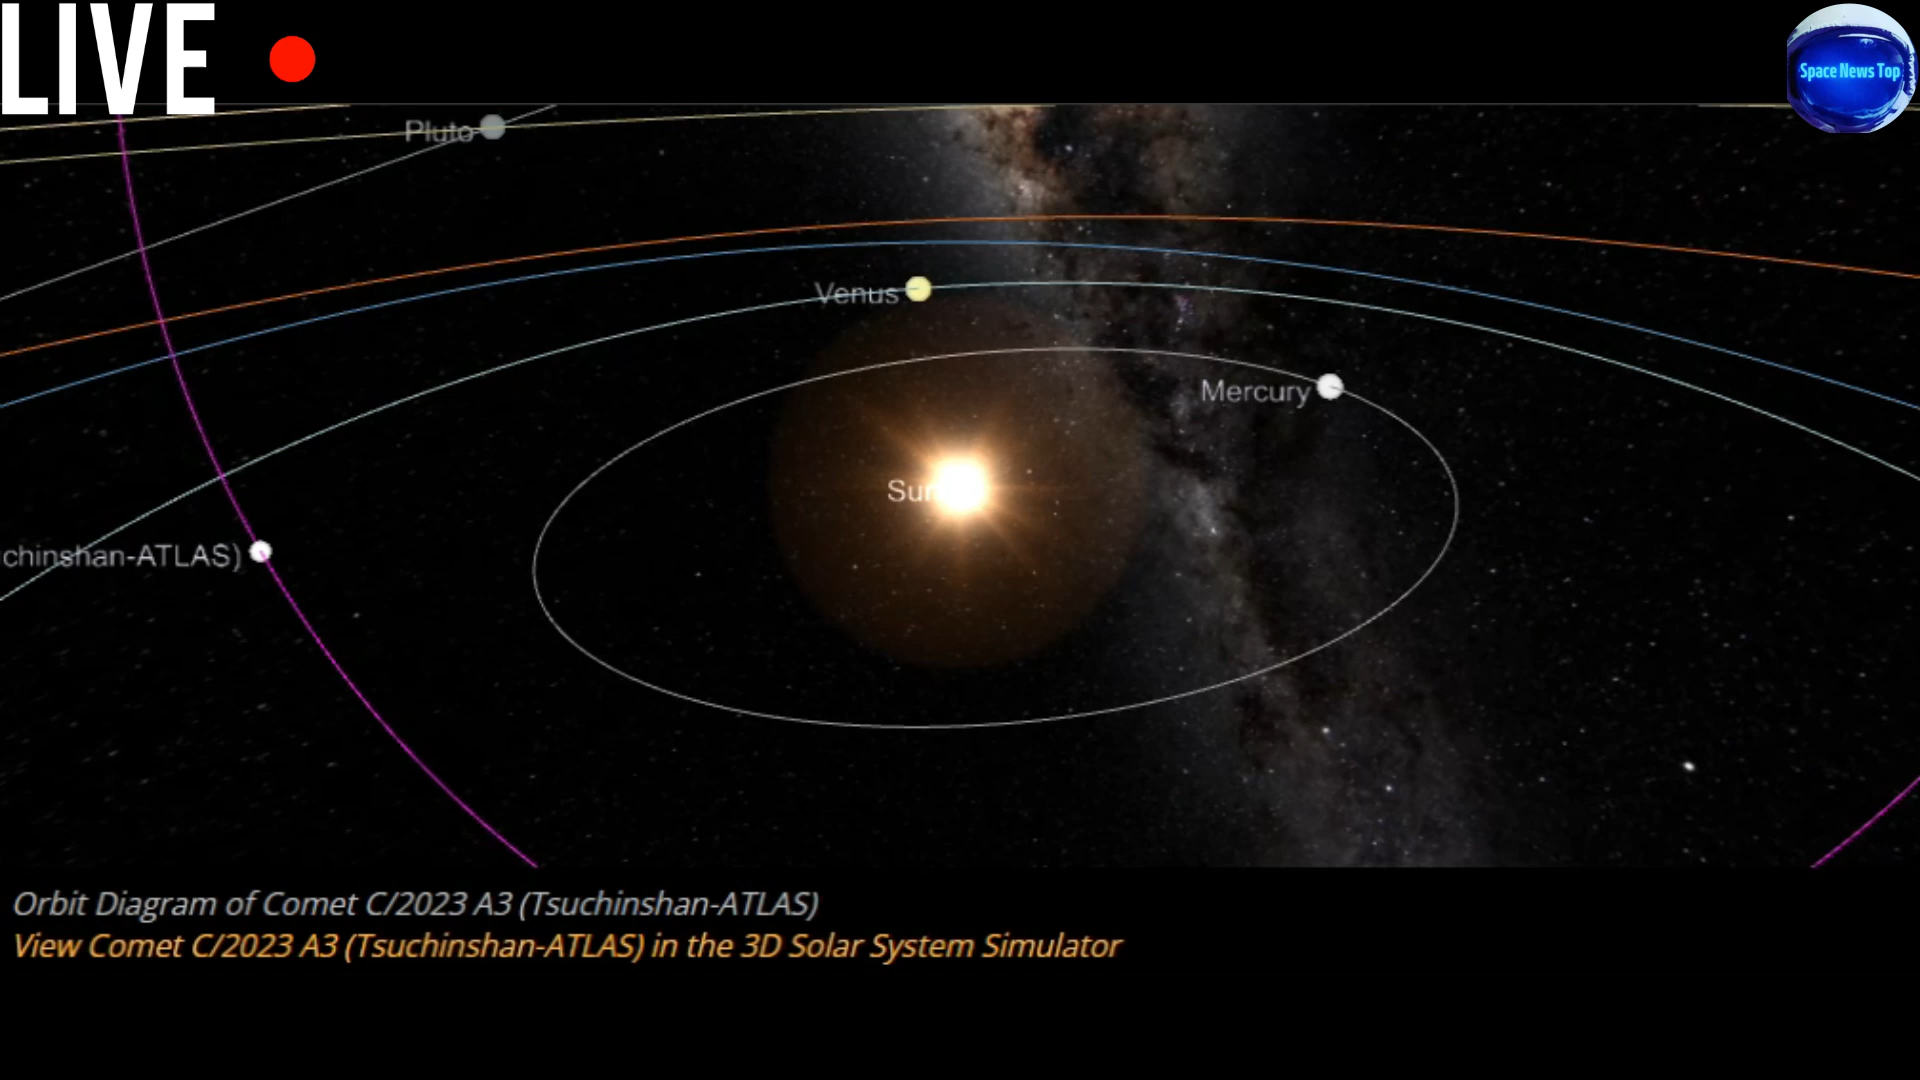 LIVE
Space News Top
Pluto
Venus
Mercury
Sun
chinshan-ATLAS)
Orbit Diagram of Comet C/2023 A3 (Tsuchinshan-ATLAS)
View Comet C/2023 A3 (Tsuchinshan-ATLAS) in the 3D Solar System Simulator